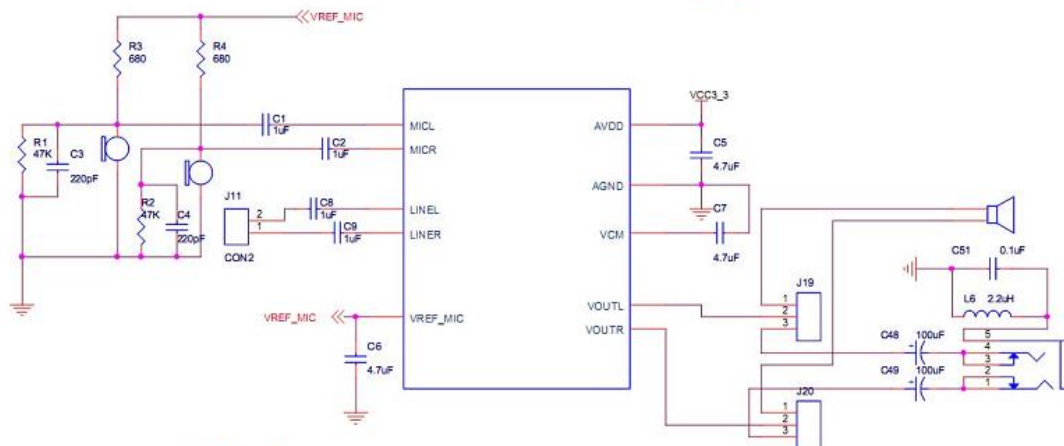 VREF_MIC
R3
680
R4
680
VCC3_3
C1
1uF
MICL
AVDD
R1
47K
C3
220pF
C2
1uF
MICR
C5
4.7uF
AGND
R2
47K
C4
220pF
J11
2
1
CON2
C8
1uF
LINEL
C9
1uF
LINER
C7
VCM
4.7uF
C51
0.1uF
J19
1
2
3
L6
2.2uH
VOUTL
VREF_MIC
VREF_MIC
VOUTR
C6
4.7uF
C48
100uF
C49
100uF
5
4
3
2
1
J20
1
2
3